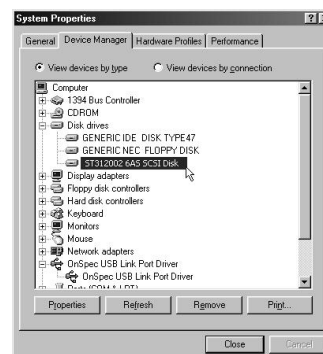 System Properties
General
Device Manager
Hardware Profiles
Performance
View devices by type
View devices by connection
Computer
1394 Bus Controller
CDROM
Disk drives
GENERIC IDE DISK TYPE47
GENERIC NEC FLOPPY DISK
ST312002 6AS SCSI Disk
Display adapters
Floppy disk controllers
Hard disk controllers
Keyboard
Monitors
Mouse
Network adapters
OnSpec USB Link Port Driver
OnSpec USB Link Port Driver
Ports (COM & LPT)
Properties
Refresh
Remove
Print...
Close
Cancel